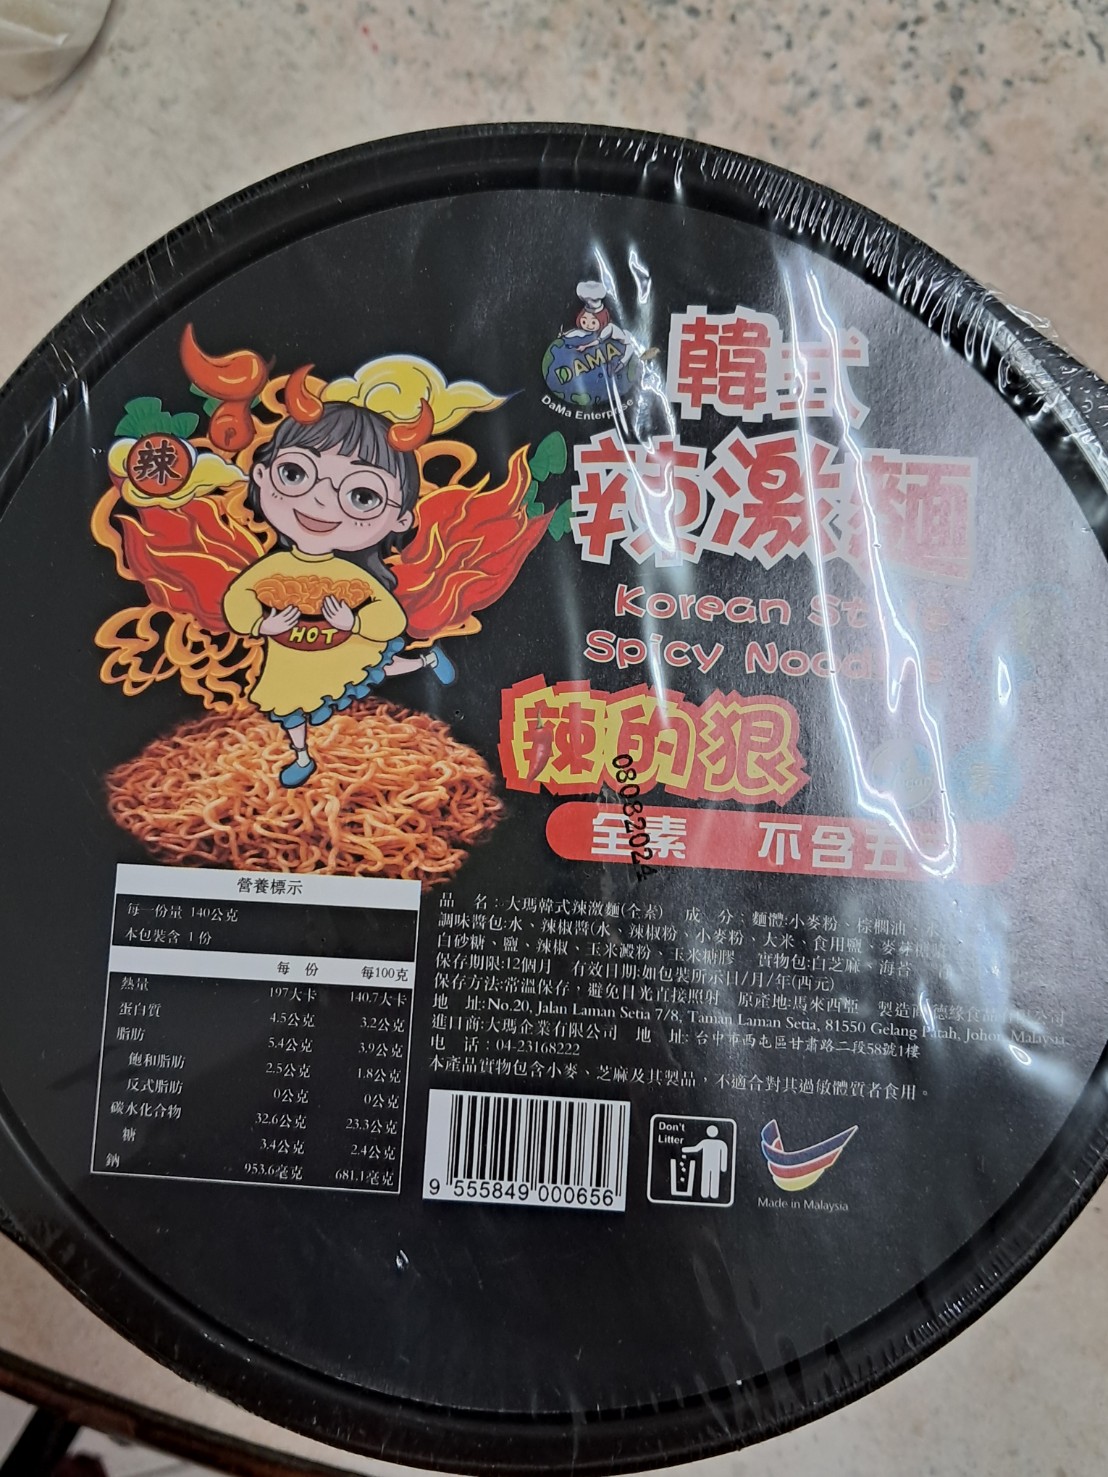 DAMA
DaMa Enterprise
韓式
辣激麵
辣
HOT
Korean
Spicy
辣的狠
08082024
全素 不含五
營養標示
每一份量 140公克
本包裝含 1 份
每 份 每100克
熱量 197大卡 140.7大卡
蛋白質 4.5公克 3.2公克
脂肪 5.4公克 3.9公克
飽和脂肪 2.5公克 1.8公克
反式脂肪 0公克 0公克
碳水化合物 32.6公克 23.3公克
糖 3.4公克 2.4公克
鈉 953.6毫克 681.1毫克
品 名:大瑪韓式辣激麵(全素) 成 分:麵體:小麥粉、棕櫚油、
調味醬包:水、辣椒醬(水、辣椒粉、小麥粉、大米、食用鹽、
白砂糖、鹽、辣椒、玉米澱粉、玉米糖膠 實物包:白芝麻、海苔
保存期限:12個月 有效日期:如包裝所示日/月/年(西元)
保存方法:常溫保存，避免日光直接照射 原產地:馬來西亞 製造商
地 址:No.20, Jalan Laman Setia 7/8, Taman Laman Setia, 81550 Gelang Patah, Johor, Malaysia.
進口商:大瑪企業有限公司 地 址:台中市西屯區甘肅路二段58號1樓
电 话:04-23168222
本產品實物包含小麥、芝麻及其製品，不適合對其過敏體質者食用。
9 555849 000656
Don't
Litter
Made in Malaysia